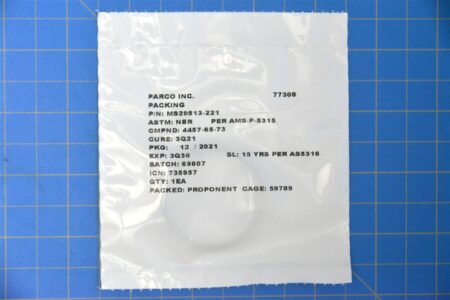 PARCO INC. 77308
PACKING
P/N: MS29513-221
ASTM: NBR PER AMS-P-5315
CMPND: 4457-65-73
CURE: 3Q21
PKG: 12 / 2021
EXP: 3Q36 SL: 15 YRS PER AS5316
BATCH: 69607
ICN: 735957
QTY: 1EA
PACKED: PROPONENT CAGE: 59789